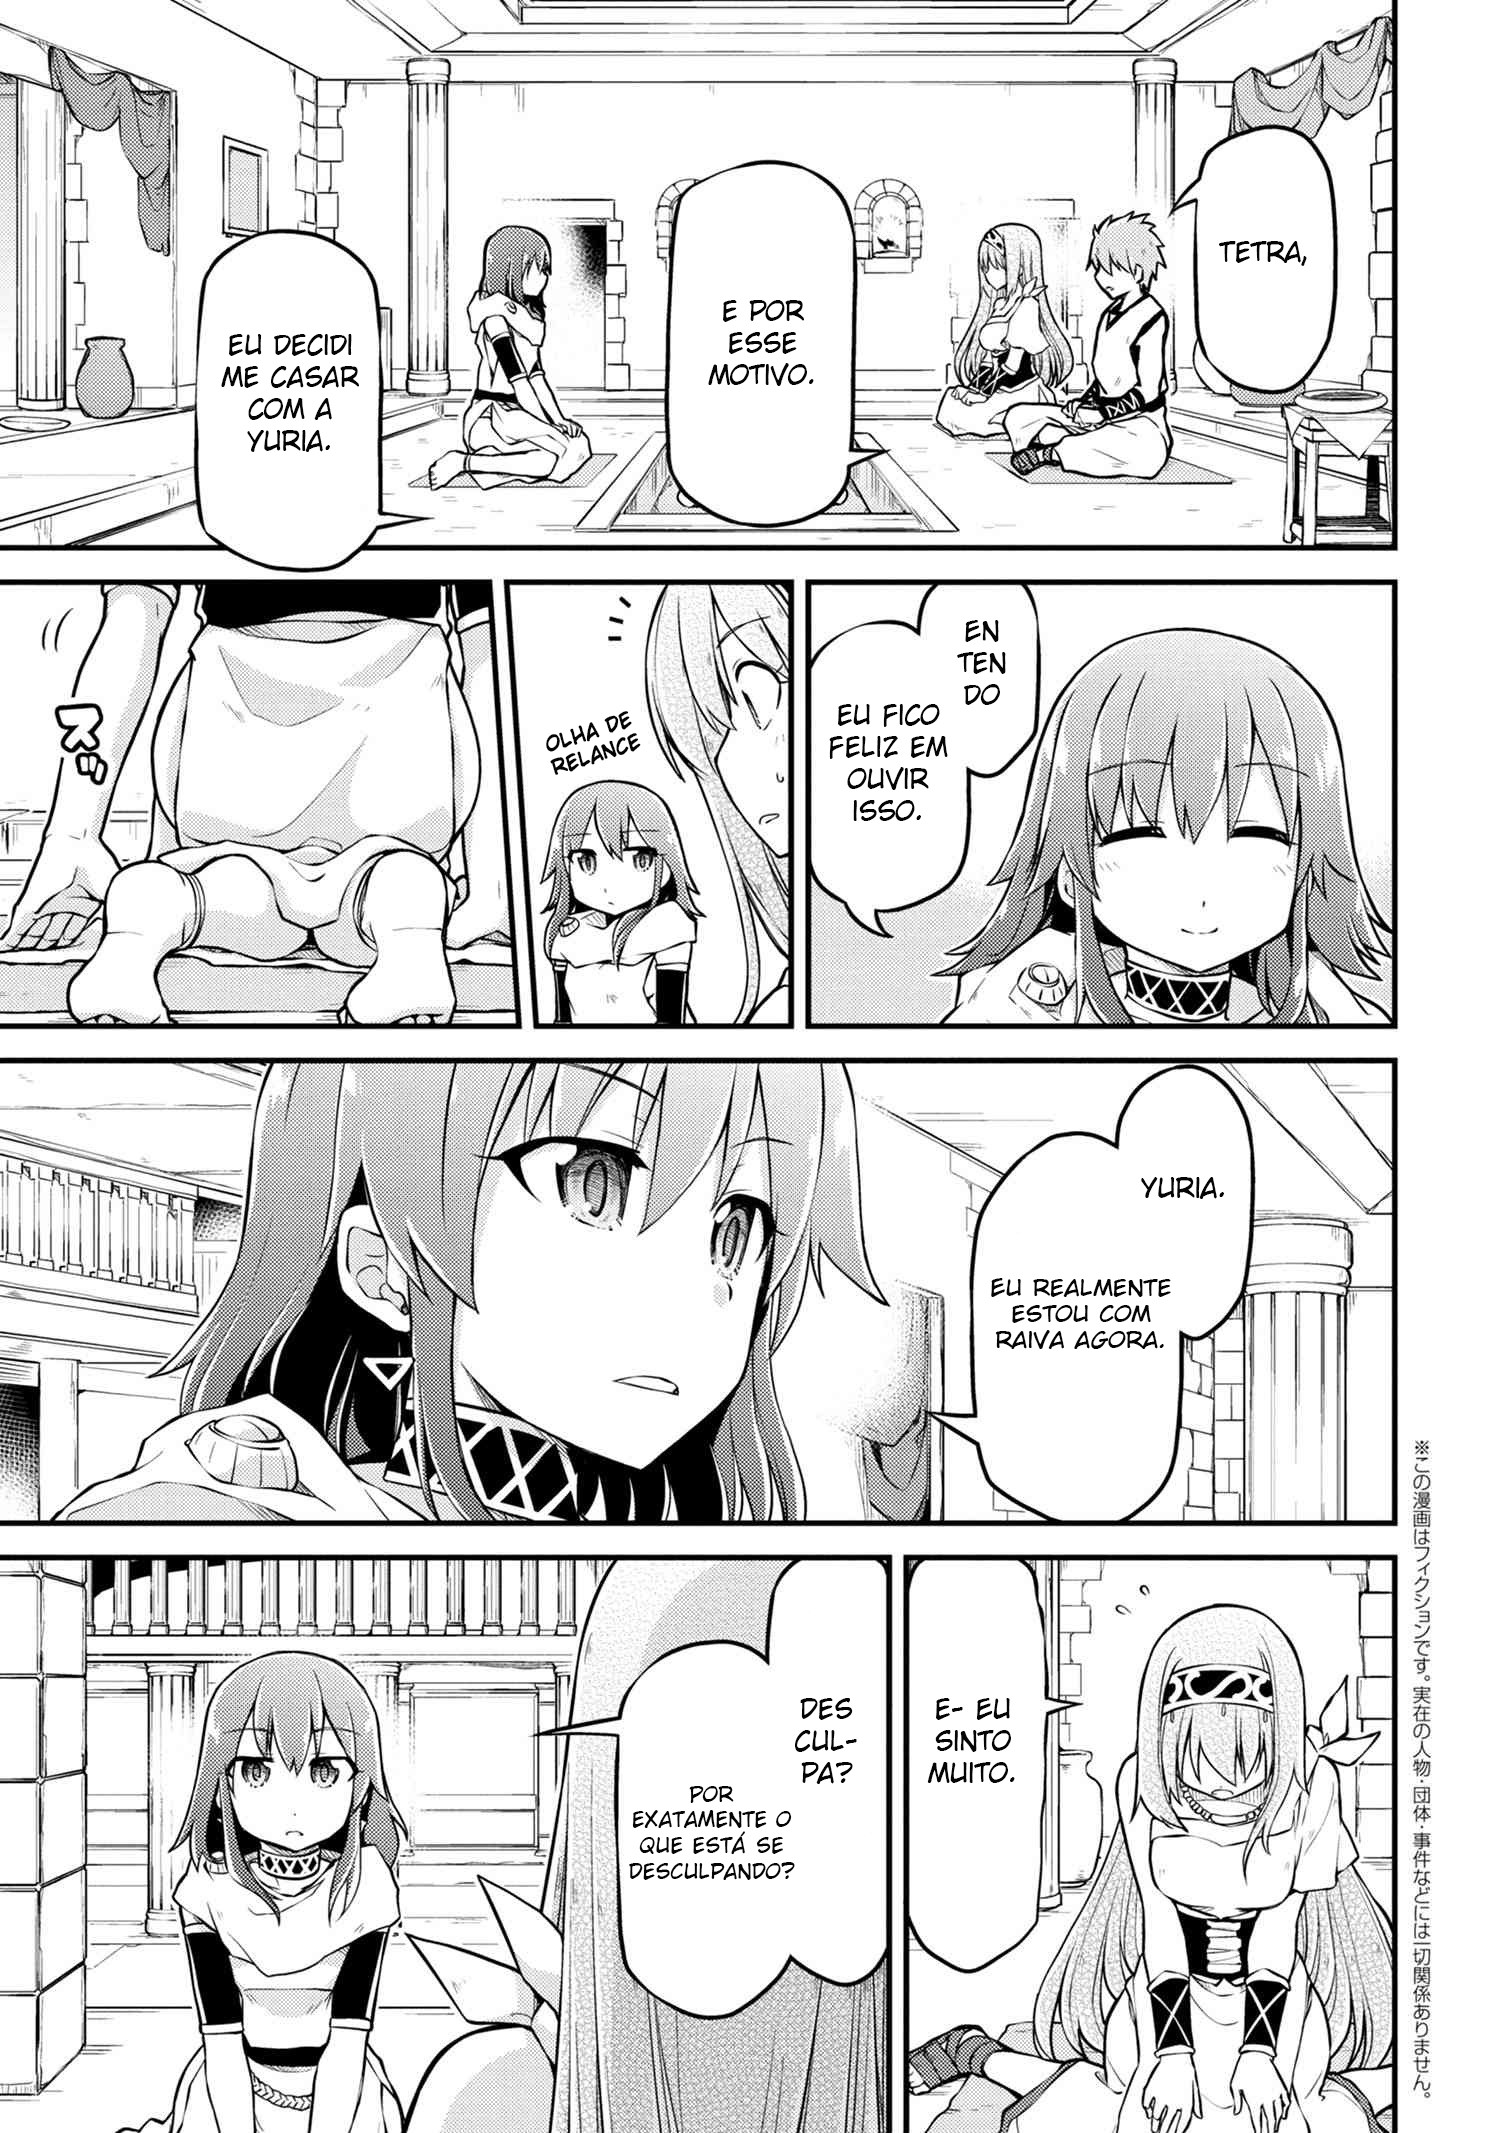 TETRA,
E POR
ESSE
MOTIVO.
EU DECIDI
ME CASAR
COM A
YURIA.
EN
TEN
DO
EU FICO
FELIZ EM
OUVIR
ISSO.
OLHA DE
RELANCE
スッ
YURIA.
EU REALMENTE
ESTOU COM
RAIVA AGORA.
E- EU
SINTO
MUITO.
DES
CUL-
PA?
POR
EXATAMENTE O
QUE ESTÁ SE
DESCULPANDO?
※この漫画はフィクションです。実在の人物・団体・事件などには一切関係ありません。